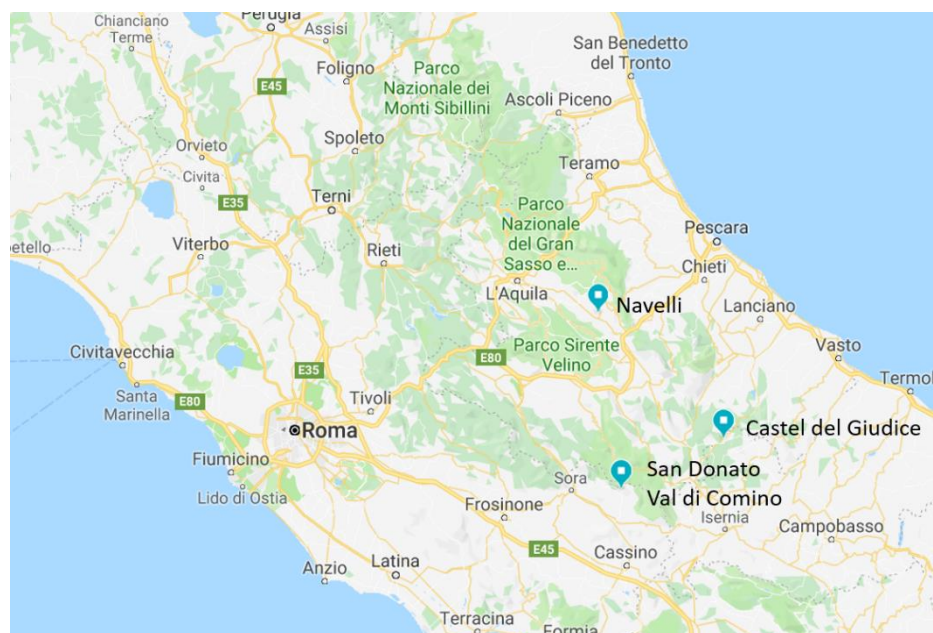 Perugia
Chianciano
Terme
Assisi
San Benedetto
del Tronto
E45
Foligno
Parco
Nazionale dei
Monti Sibillini
Ascoli Piceno
Orvieto
Spoleto
Civita
Teramo
E35
Terni
Parco
Nazionale
del Gran
Sasso e...
Viterbo
Rieti
Pescara
petello
L'Aquila
Chieti
Navelli
Lanciano
Civitavecchia
E80
Parco Sirente
Velino
Vasto
E35
Santa
Marinella
E80
Tivoli
Termol
Roma
Castel del Giudice
Fiumicino
Sora
San Donato
Val di Comino
Lido di Ostia
Frosinone
Isernia
Campobasso
E45
Cassino
Latina
Anzio
Terracina
Formia